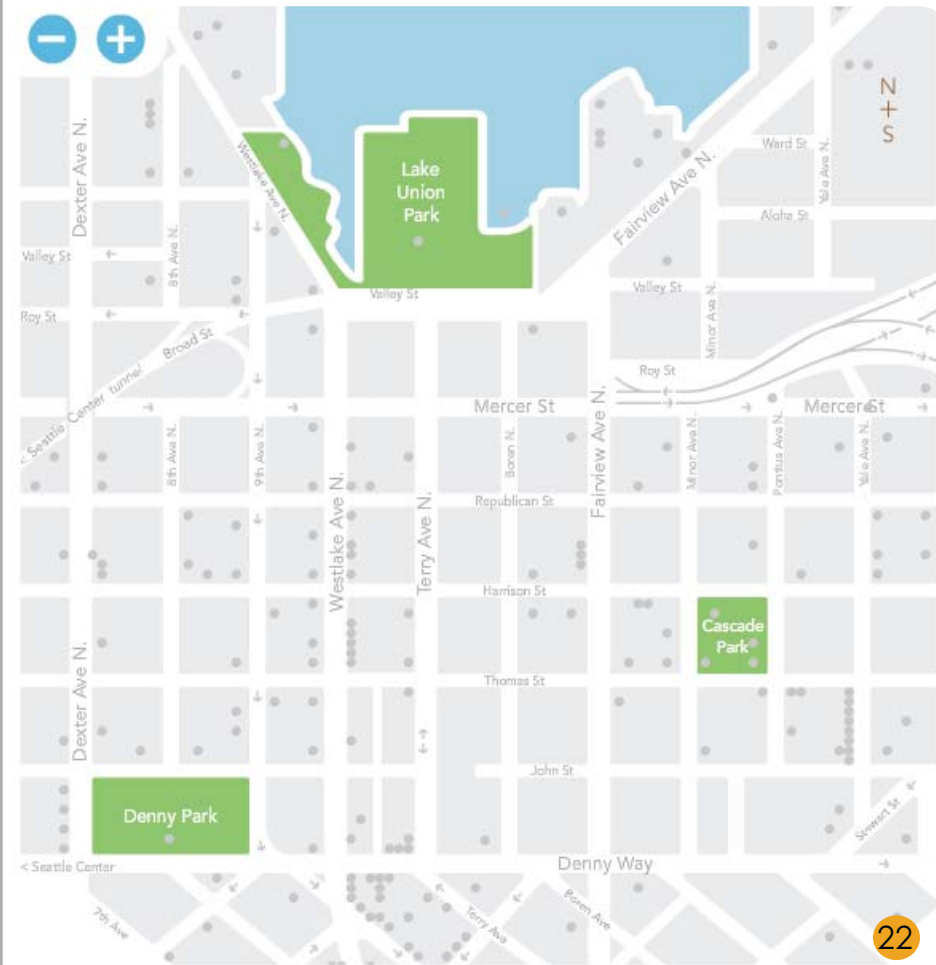 − +
N
+
S
Dexter Ave N.
Westlake Ave N.
Lake
Union
Park
Fairview Ave N.
Ward St
Yale Ave N.
Aloha St
Valley St
8th Ave N.
Valley St
Valley St
Minor Ave N.
Roy St
Broad St
Roy St
< Seattle Center tunnel
Mercer St
Mercer St
8th Ave N.
9th Ave N.
Westlake Ave N.
Terry Ave N.
Boren N.
Fairview Ave N.
Minor Ave N.
Pontius Ave N.
Yale Ave N.
Republican St
Harrison St
Cascade
Park
Dexter Ave N.
Thomas St
John St
Denny Park
Stewart St
< Seattle Center
Denny Way
7th Ave
Terry Ave
Boren Ave
22